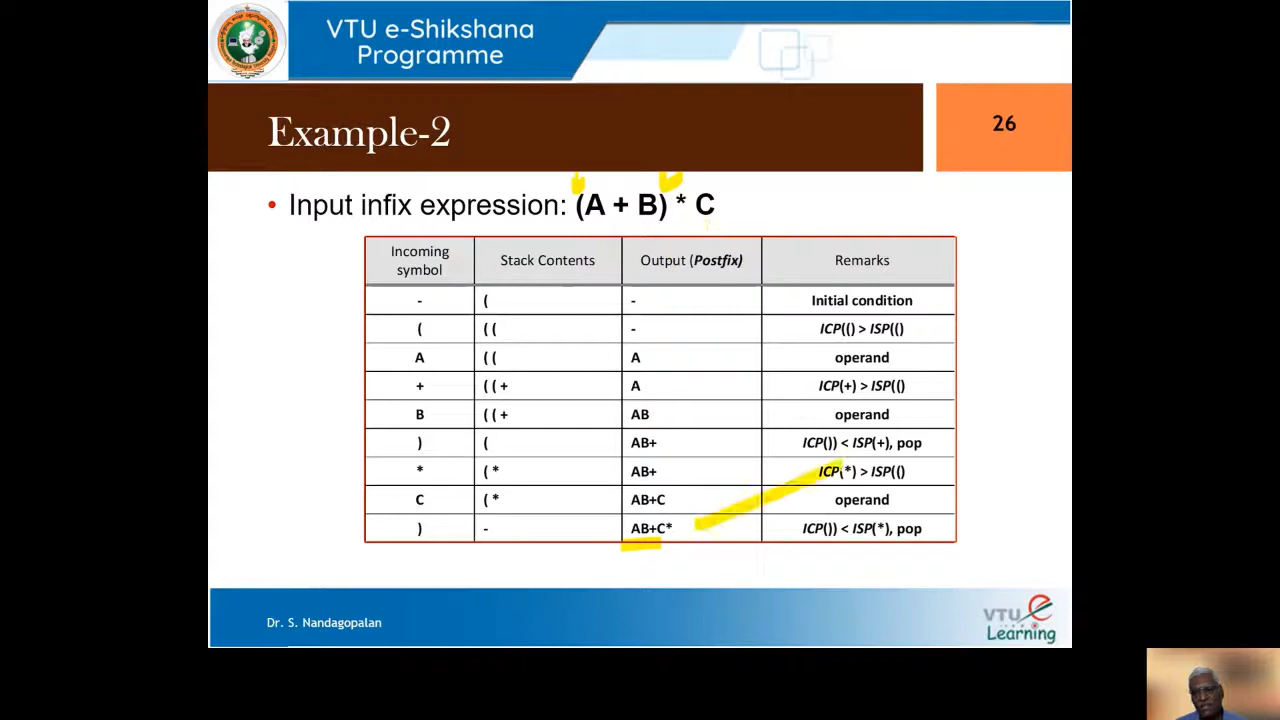 VTU e-Shikshana
Programme
Example-2
26
• Input infix expression: (A + B) * C
Incoming symbol Stack Contents Output (Postfix) Remarks
- ( - Initial condition
( ( ( - ICP(() > ISP(()
A ( ( A operand
+ ( ( + A ICP(+) > ISP(()
B ( ( + AB operand
) ( AB+ ICP()) < ISP(+), pop
* ( * AB+ ICP(*) > ISP(()
C ( * AB+C operand
) - AB+C* ICP()) < ISP(*), pop
Dr. S. Nandagopalan
VTU e
Learning